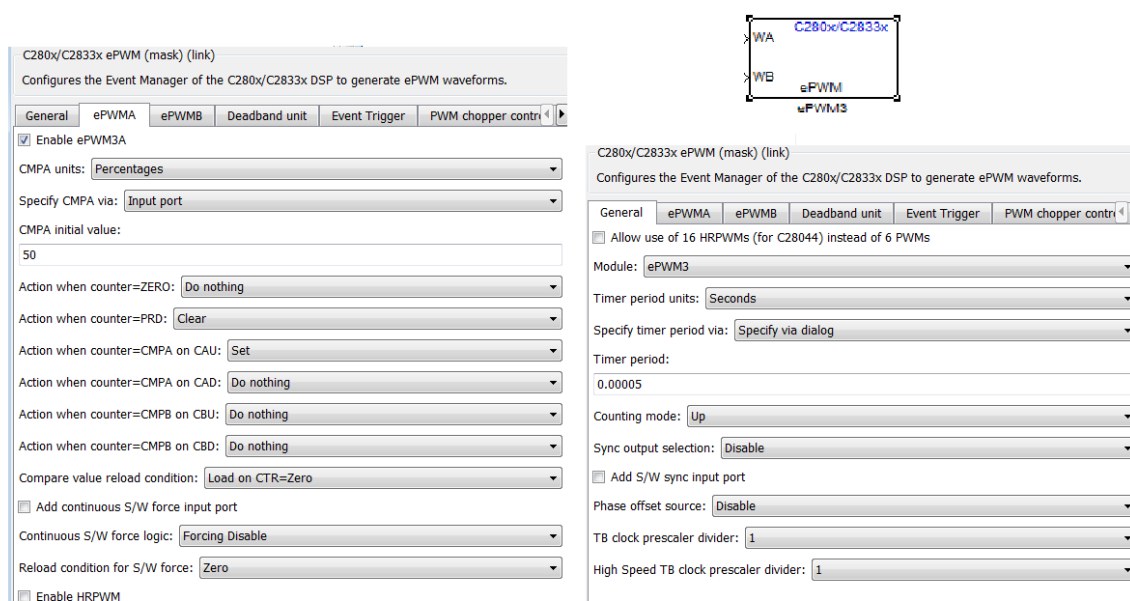 C280x/C2833x ePWM (mask) (link)
Configures the Event Manager of the C280x/C2833x DSP to generate ePWM waveforms.
General ePWMA ePWMB Deadband unit Event Trigger PWM chopper contr
Enable ePWM3A
CMPA units: Percentages
Specify CMPA via: Input port
CMPA initial value:
50
Action when counter=ZERO: Do nothing
Action when counter=PRD: Clear
Action when counter=CMPA on CAU: Set
Action when counter=CMPA on CAD: Do nothing
Action when counter=CMPB on CBU: Do nothing
Action when counter=CMPB on CBD: Do nothing
Compare value reload condition: Load on CTR=Zero
Add continuous S/W force input port
Continuous S/W force logic: Forcing Disable
Reload condition for S/W force: Zero
Enable HRPWM
C280x/C2833x
WA
WB
ePWM
ePWM3
C280x/C2833x ePWM (mask) (link)
Configures the Event Manager of the C280x/C2833x DSP to generate ePWM waveforms.
General ePWMA ePWMB Deadband unit Event Trigger PWM chopper contr
Allow use of 16 HRPWMs (for C28044) instead of 6 PWMs
Module: ePWM3
Timer period units: Seconds
Specify timer period via: Specify via dialog
Timer period:
0.00005
Counting mode: Up
Sync output selection: Disable
Add S/W sync input port
Phase offset source: Disable
TB clock prescaler divider: 1
High Speed TB clock prescaler divider: 1